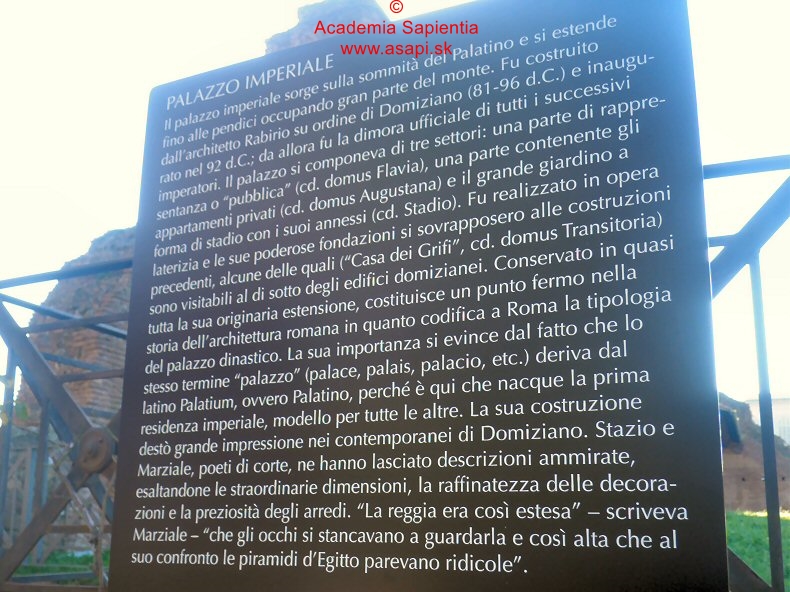 ©
Academia Sapientia
www.asapi.sk
PALAZZO IMPERIALE
Il palazzo imperiale sorge sulla sommità del Palatino e si estende
fino alle pendici occupando gran parte del monte. Fu costruito
dall'architetto Rabirio su ordine di Domiziano (81-96 d.C.) e inaugu-
rato nel 92 d.C.; da allora fu la dimora ufficiale di tutti i successivi
imperatori. Il palazzo si componeva di tre settori: una parte di rappre-
sentanza o "pubblica" (cd. domus Flavia), una parte contenente gli
appartamenti privati (cd. domus Augustana) e il grande giardino a
forma di stadio con i suoi annessi (cd. Stadio). Fu realizzato in opera
laterizia e le sue poderose fondazioni si sovrapposero alle costruzioni
precedenti, alcune delle quali ("Casa dei Grifi", cd. domus Transitoria)
sono visitabili al di sotto degli edifici domizianei. Conservato in quasi
tutta la sua originaria estensione, costituisce un punto fermo nella
storia dell'architettura romana in quanto codifica a Roma la tipologia
del palazzo dinastico. La sua importanza si evince dal fatto che lo
stesso termine "palazzo" (palace, palais, palacio, etc.) deriva dal
latino Palatium, ovvero Palatino, perché è qui che nacque la prima
residenza imperiale, modello per tutte le altre. La sua costruzione
destò grande impressione nei contemporanei di Domiziano. Stazio e
Marziale, poeti di corte, ne hanno lasciato descrizioni ammirate,
esaltandone le straordinarie dimensioni, la raffinatezza delle decora-
zioni e la preziosità degli arredi. "La reggia era così estesa" – scriveva
Marziale – "che gli occhi si stancavano a guardarla e così alta che al
suo confronto le piramidi d'Egitto parevano ridicole".